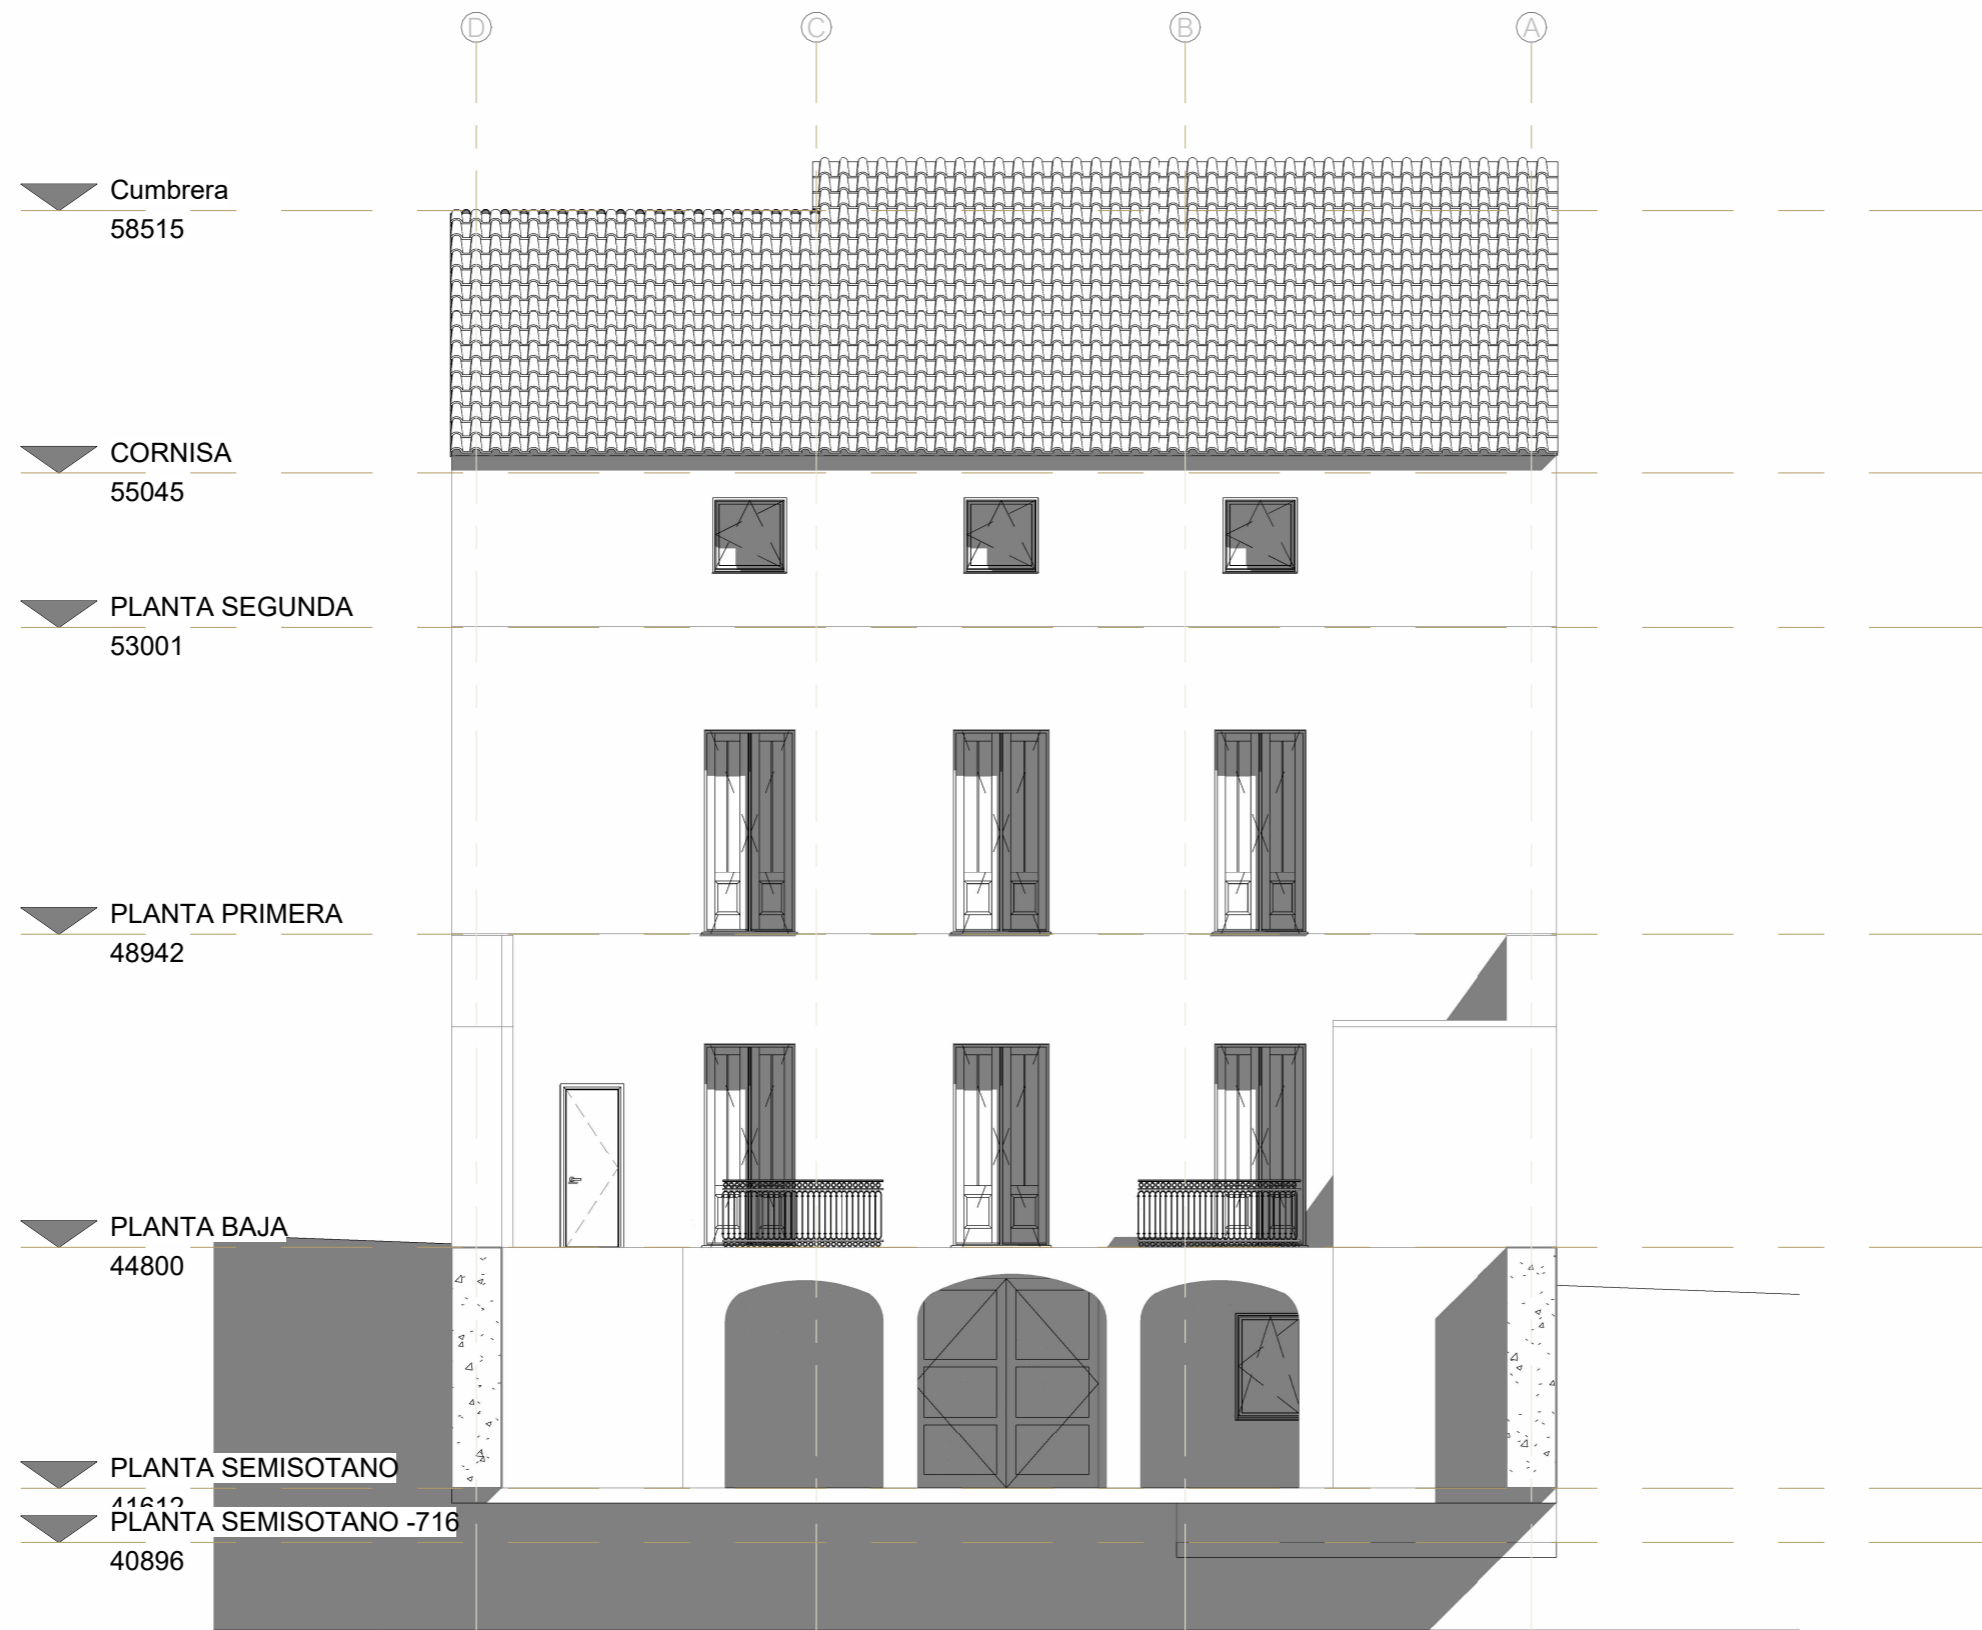 D C B A
Cumbrera
58515
CORNISA
55045
PLANTA SEGUNDA
53001
PLANTA PRIMERA
48942
PLANTA BAJA
44800
PLANTA SEMISOTANO
41612
PLANTA SEMISOTANO -716
40896